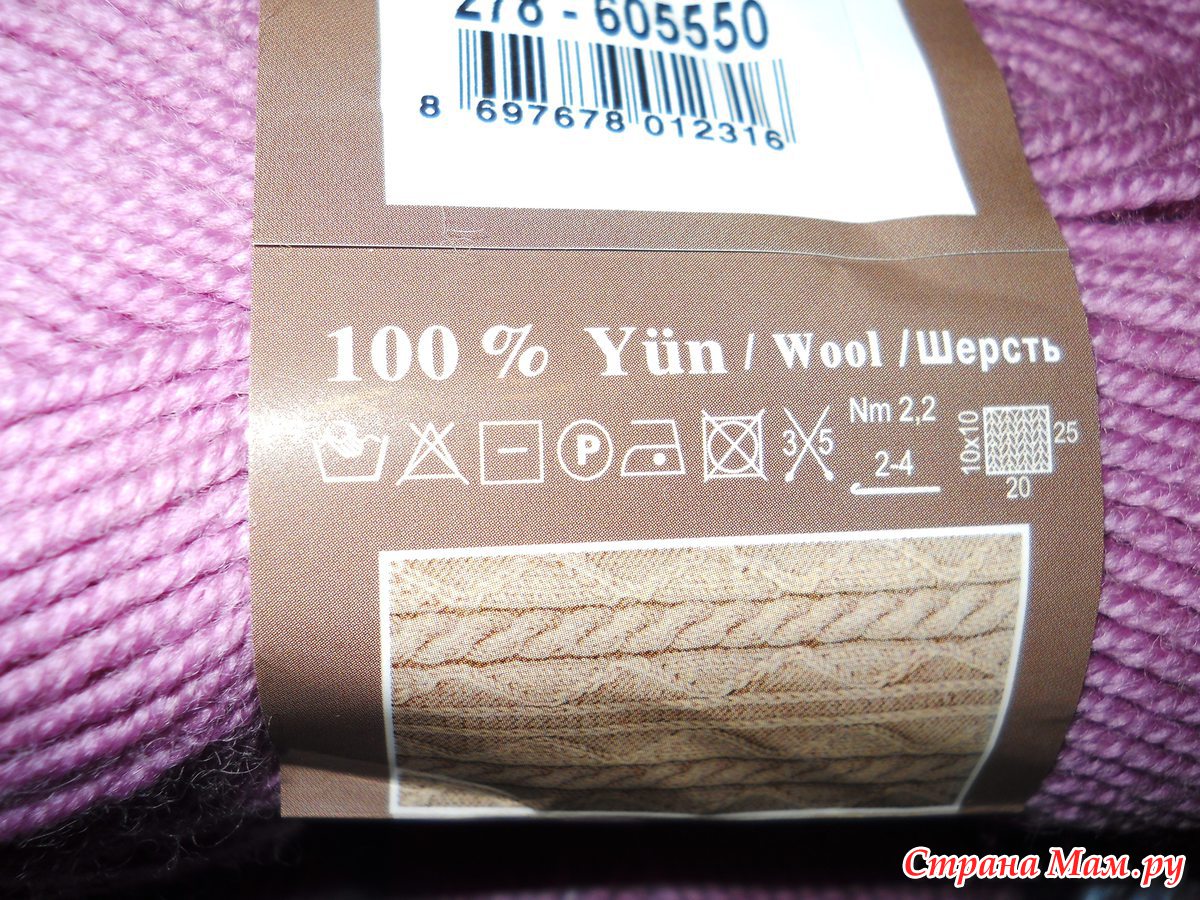 278 - 605550
8 697678 012316
100 % Yün / Wool / Шерсть
P
3 5
Nm 2,2
2-4
10x10
25
20
Страна Мам.ру